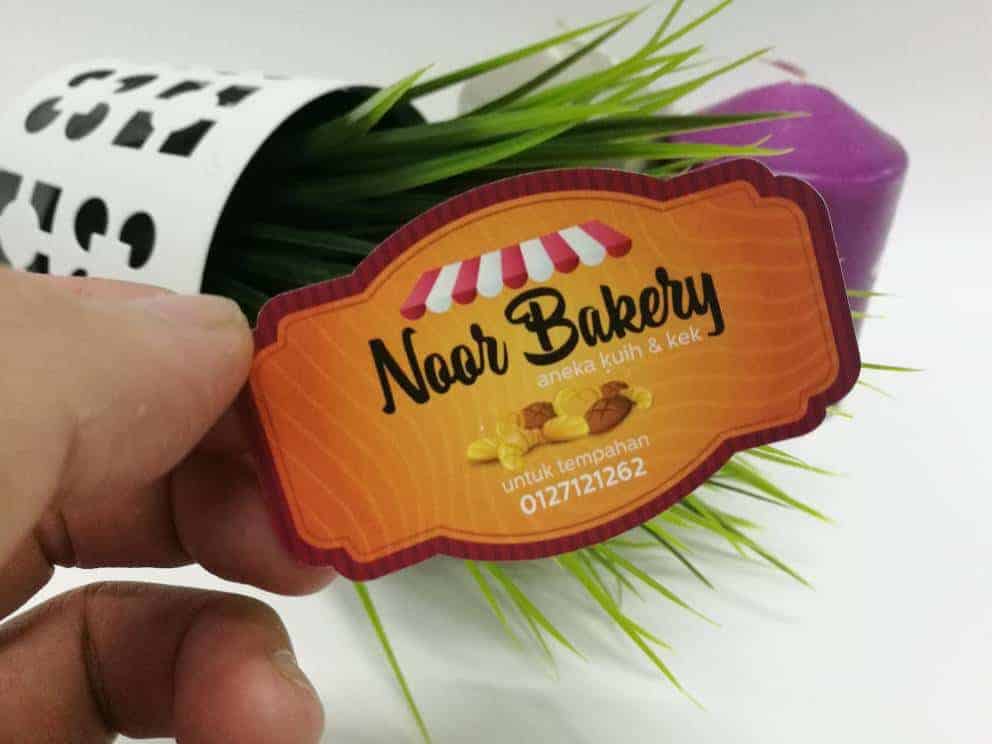 Noor Bakery
aneka kuih & kek
untuk tempahan
0127121262